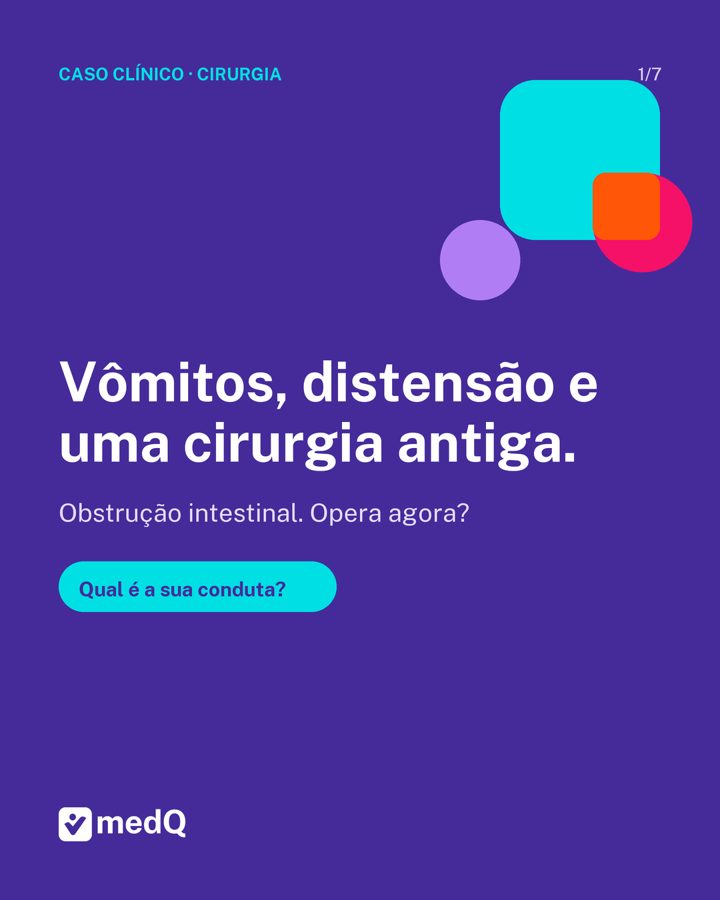 CASO CLÍNICO · CIRURGIA
1/7
Vômitos, distensão e
uma cirurgia antiga.
Obstrução intestinal. Opera agora?
Qual é a sua conduta?
medQ